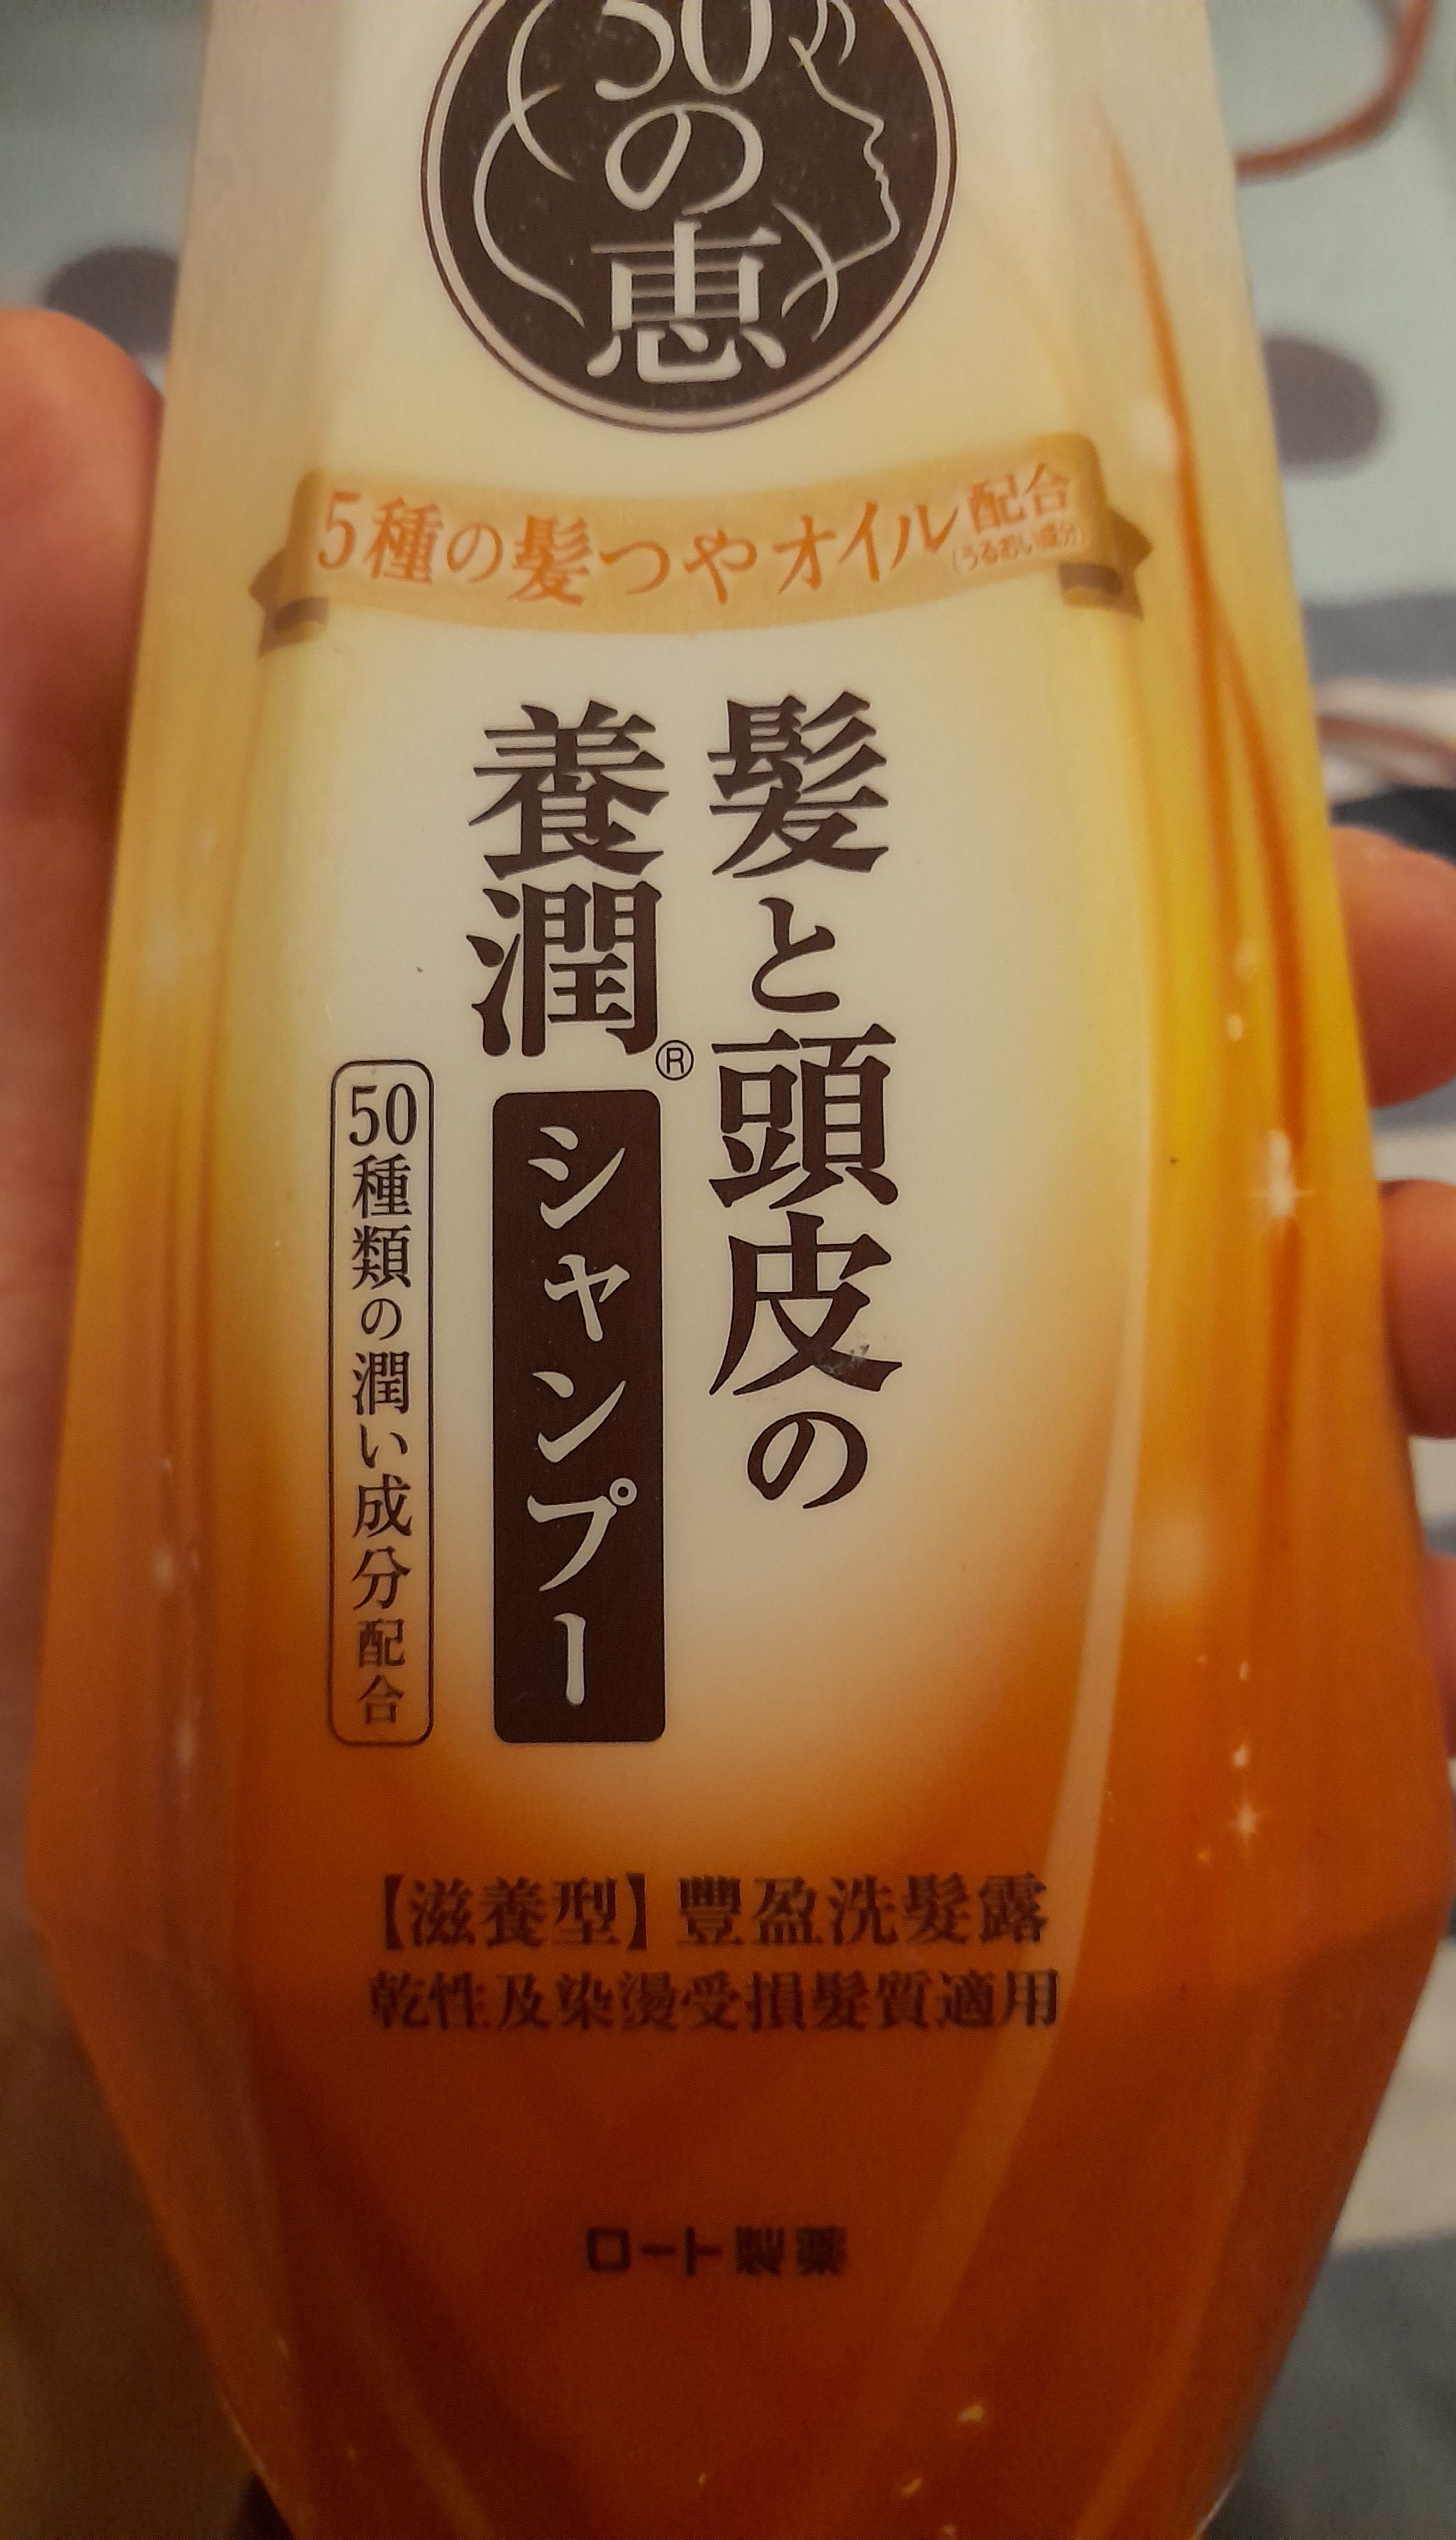 50の恵
5種の髪つやオイル配合
(うるおい成分)
髪と頭皮の
養潤®
シャンプー
50種類の潤い成分配合
【滋養型】豐盈洗髮露
乾性及染燙受損髮質適用
ロート製薬